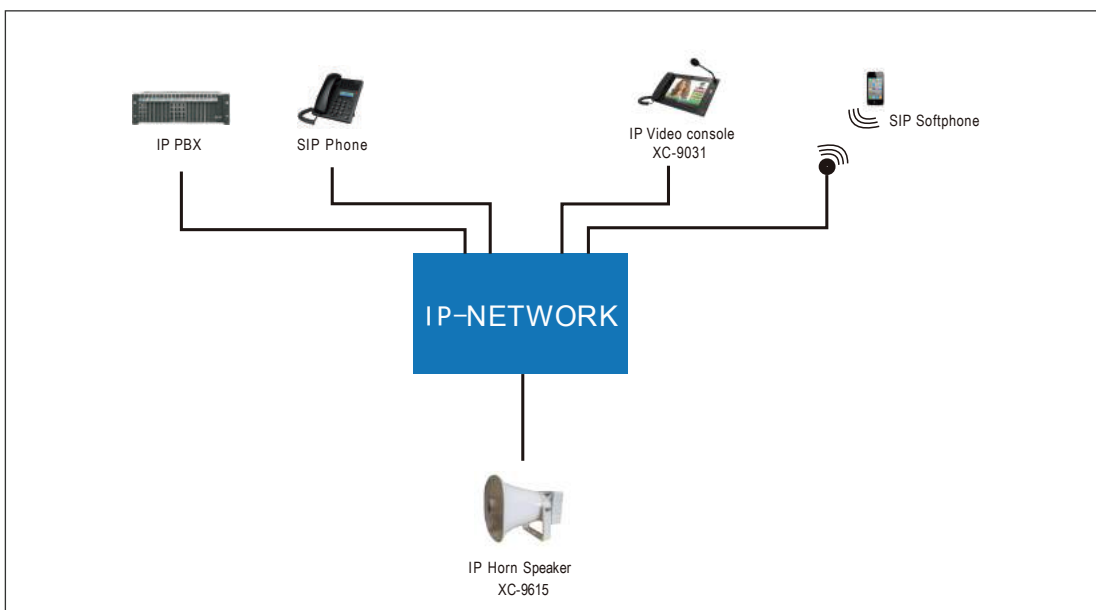 IP PBX
SIP Phone
IP Video console
XC-9031
SIP Softphone
IP-NETWORK
IP Horn Speaker
XC-9615